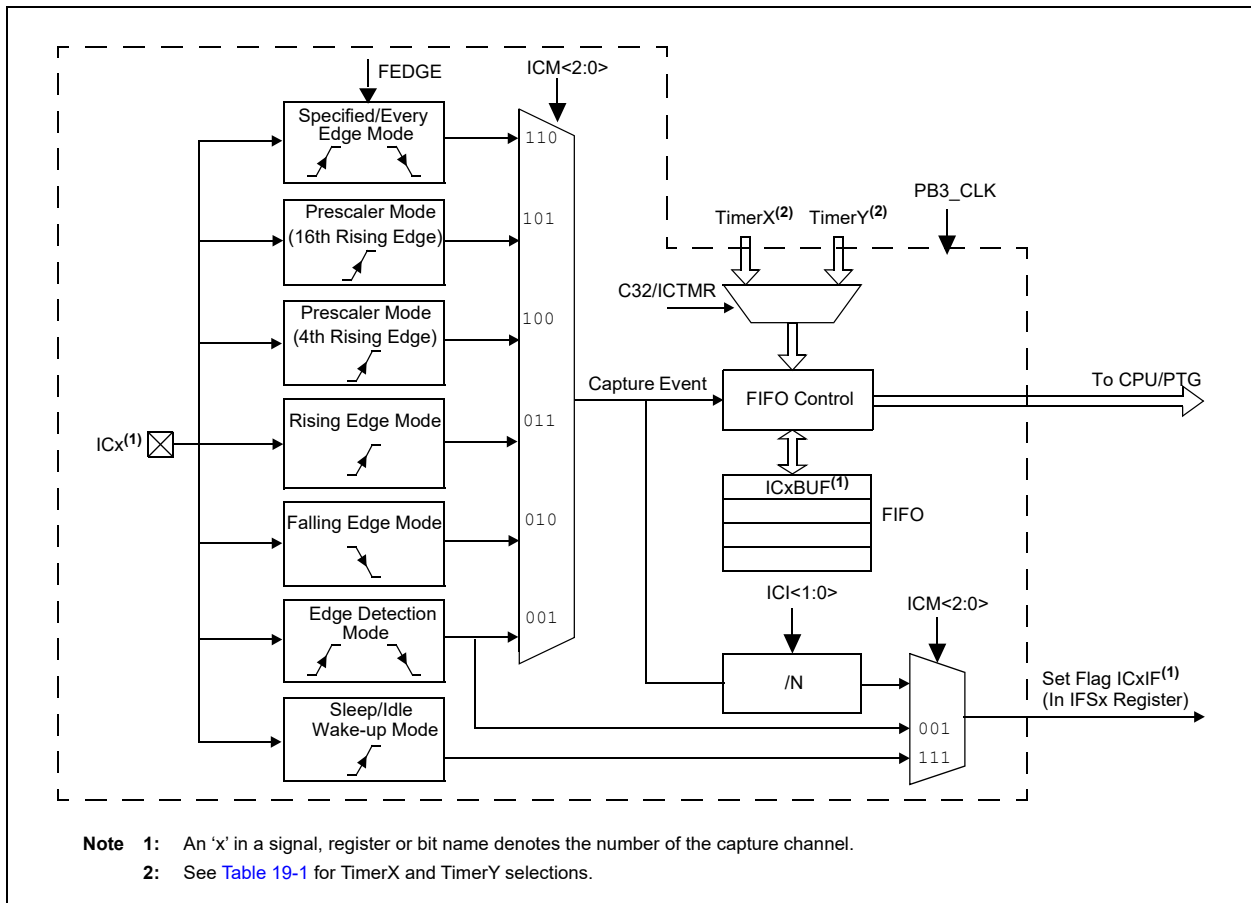 FEDGE
ICM<2:0>
Specified/Every
Edge Mode
110
PB3_CLK
Prescaler Mode
(16th Rising Edge)
101
TimerX(2)
TimerY(2)
C32/ICTMR
Prescaler Mode
(4th Rising Edge)
100
Capture Event
FIFO Control
To CPU/PTG
ICx(1)
Rising Edge Mode
011
ICxBUF(1)
FIFO
Falling Edge Mode
010
ICI<1:0>
ICM<2:0>
Edge Detection
Mode
001
/N
Set Flag ICxIF(1)
(In IFSx Register)
Sleep/Idle
Wake-up Mode
001
111
Note 1: An ‘x’ in a signal, register or bit name denotes the number of the capture channel.
2: See Table 19-1 for TimerX and TimerY selections.